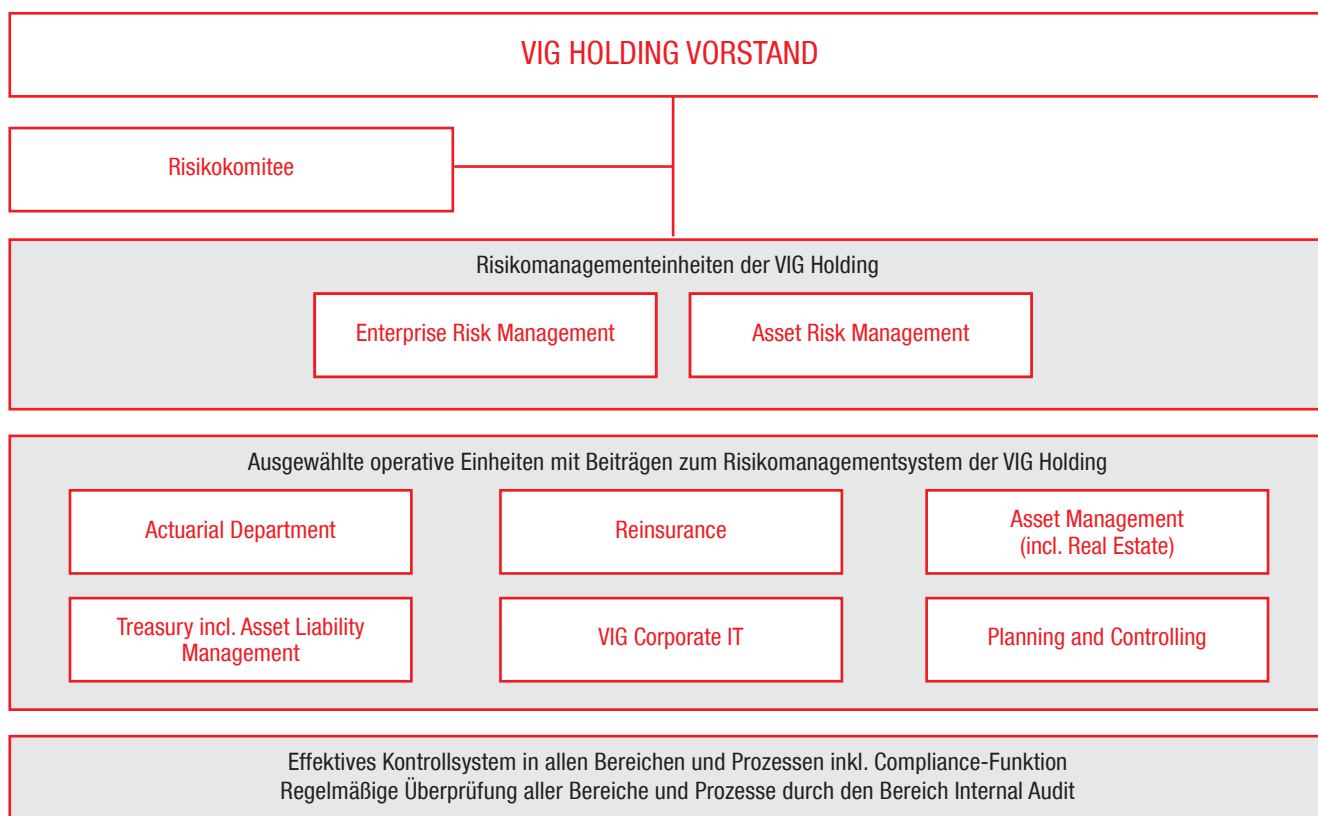 VIG HOLDING VORSTAND
Risikokomitee
Risikomanagementeinheiten der VIG Holding
Enterprise Risk Management
Asset Risk Management
Ausgewählte operative Einheiten mit Beiträgen zum Risikomanagementsystem der VIG Holding
Actuarial Department
Reinsurance
Asset Management
(incl. Real Estate)
Treasury incl. Asset Liability
Management
VIG Corporate IT
Planning and Controlling
Effektives Kontrollsystem in allen Bereichen und Prozessen inkl. Compliance-Funktion
Regelmäßige Überprüfung aller Bereiche und Prozesse durch den Bereich Internal Audit